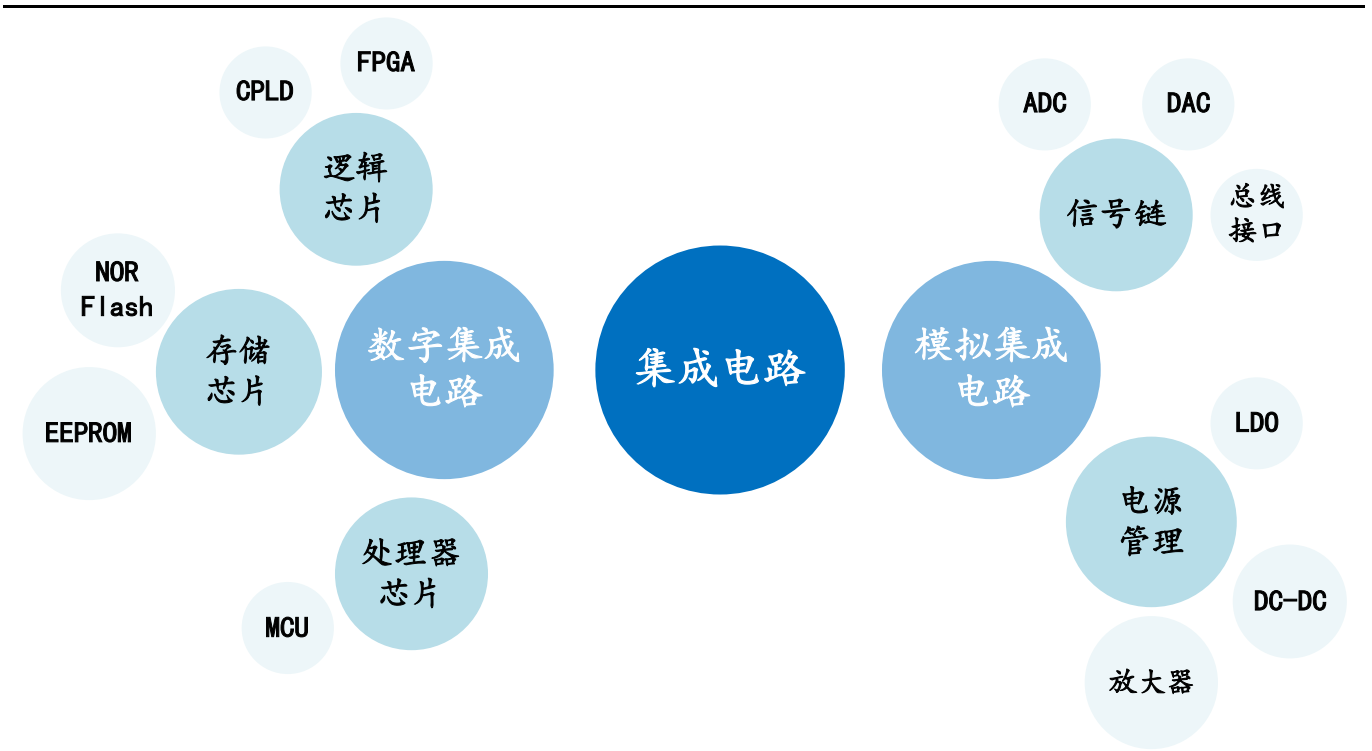 FPGA
CPLD
逻辑
芯片
NOR
Flash
存储
芯片
EEPROM
数字集成
电路
处理器
芯片
MCU
集成电路
模拟集成
电路
ADC
DAC
信号链
总线
接口
LDO
电源
管理
DC-DC
放大器